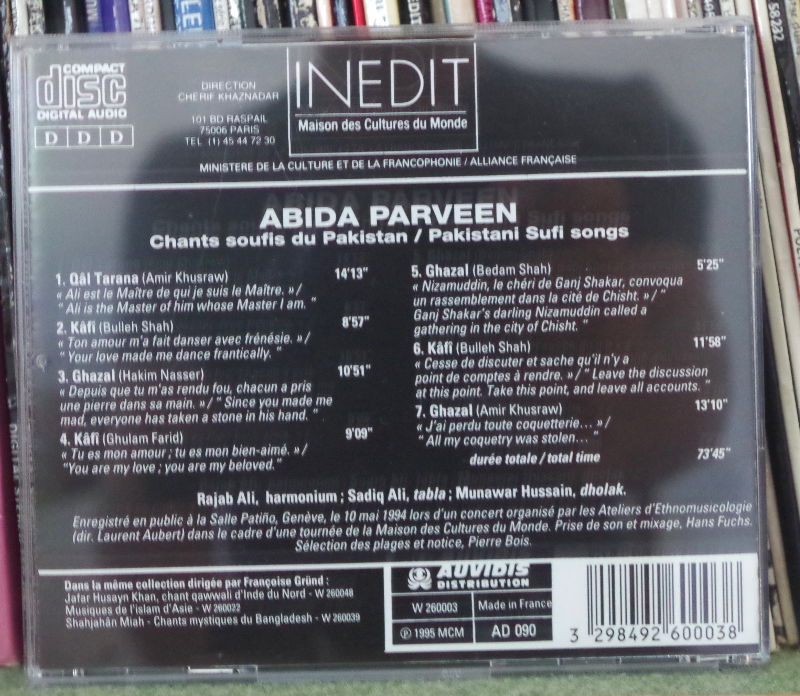 COMPACT
disc
DIGITAL AUDIO
D D D
DIRECTION
CHERIF KHAZNADAR
101 BD RASPAIL
75006 PARIS
TEL (1) 45 44 72 30
INEDIT
Maison des Cultures du Monde
MINISTERE DE LA CULTURE ET DE LA FRANCOPHONIE / ALLIANCE FRANÇAISE
ABIDA PARVEEN
Chants soufis du Pakistan / Pakistani Sufi songs
1. Qâl Tarana (Amir Khusraw) 14'13"
« Ali est le Maître de qui je suis le Maître. » /
" Ali is the Master of him whose Master I am. "
2. Kâfi (Bulleh Shah) 8'57"
« Ton amour m'a fait danser avec frénésie. » /
" Your love made me dance frantically. "
3. Ghazal (Hakim Nasser) 10'51"
« Depuis que tu m'as rendu fou, chacun a pris
une pierre dans sa main. » / " Since you made me
mad, everyone has taken a stone in his hand. "
4. Kâfî (Ghulam Farid) 9'09"
« Tu es mon amour ; tu es mon bien-aimé. » /
"You are my love ; you are my beloved."
5. Ghazal (Bedam Shah) 5'25"
« Nizamuddin, le chéri de Ganj Shakar, convoqua
un rassemblement dans la cité de Chisht. » / "
Ganj Shakar's darling Nizamuddin called a
gathering in the city of Chisht. "
6. Kâfî (Bulleh Shah) 11'58"
« Cesse de discuter et sache qu'il n'y a
point de comptes à rendre. » / " Leave the discussion
at this point. Take this point, and leave all accounts. "
7. Ghazal (Amir Khusraw) 13'10"
« J'ai perdu toute coquetterie... » /
" All my coquetry was stolen... "
durée totale / total time 73'45"
Rajab Ali, harmonium ; Sadiq Ali, tabla ; Munawar Hussain, dholak.
Enregistré en public à la Salle Patiño, Genève, le 10 mai 1994 lors d'un concert organisé par les Ateliers d'Ethnomusicologie
(dir. Laurent Aubert) dans le cadre d'une tournée de la Maison des Cultures du Monde. Prise de son et mixage, Hans Fuchs.
Sélection des plages et notice, Pierre Bois.
Dans la même collection dirigée par Françoise Gründ :
Jafar Husayn Khan, chant qawwali d'Inde du Nord - W 260048
Musiques de l'islam d'Asie - W 260022
Shahjahân Miah - Chants mystiques du Bangladesh - W 260039
AUVIDIS
DISTRIBUTION
W 260003
Made in France
℗ 1995 MCM
AD 090
3 298492 600038